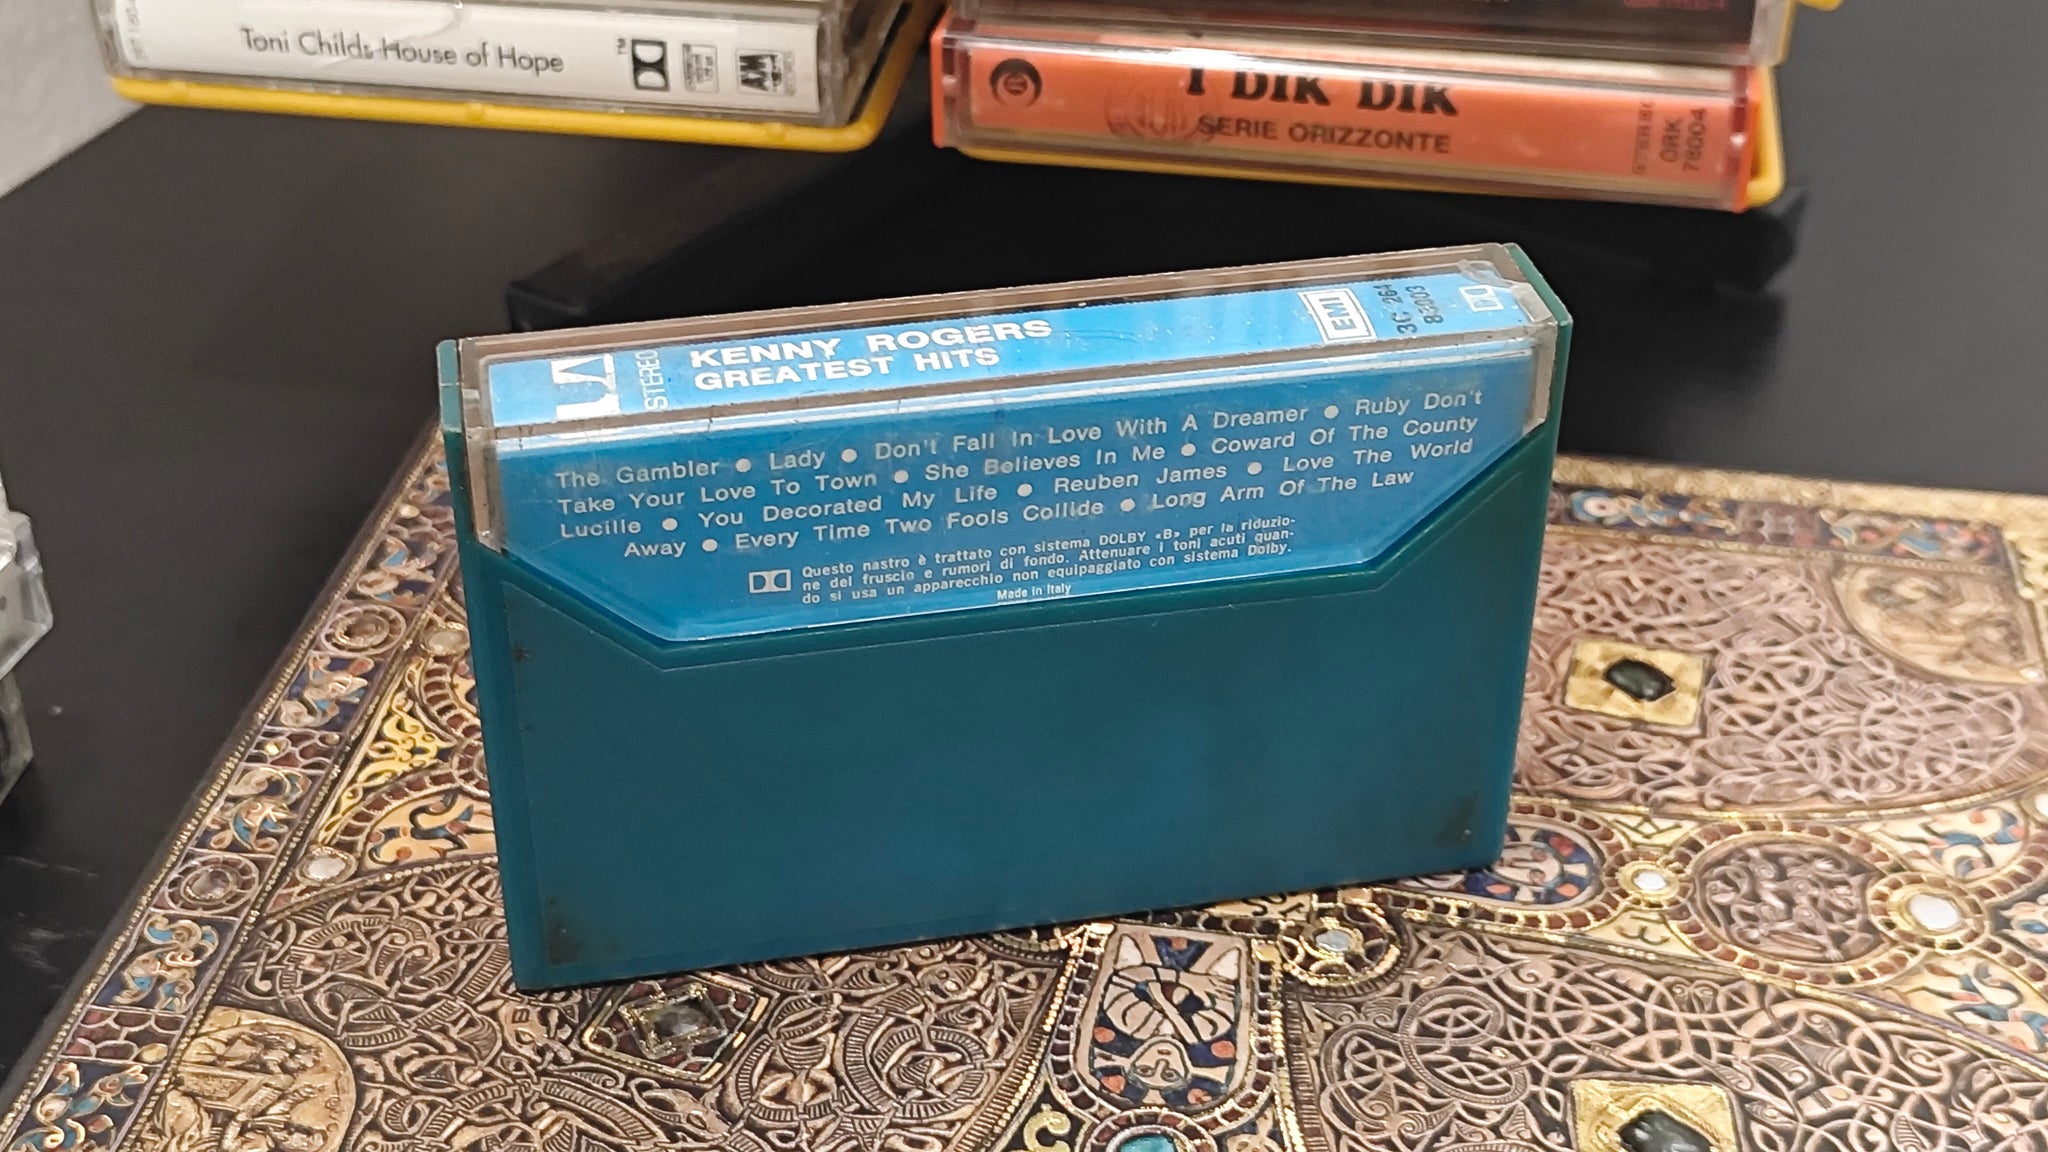 Toni Childs House of Hope
I DIK DIK
SERIE ORIZZONTE
ORK
78004
UA
STEREO
KENNY ROGERS
GREATEST HITS
EMI
3C 264
The Gambler ● Lady ● Don't Fall In Love With A Dreamer ● Ruby Don't
Take Your Love To Town ● She Believes In Me ● Coward Of The County
Lucille ● You Decorated My Life ● Reuben James ● Love The World
Away ● Every Time Two Fools Collide ● Long Arm Of The Law
Questo nastro è trattato con sistema DOLBY «B» per la riduzio-
ne del fruscio e rumori di fondo. Attenuare i toni acuti quan-
do si usa un apparecchio non equipaggiato con sistema Dolby.
Made in Italy